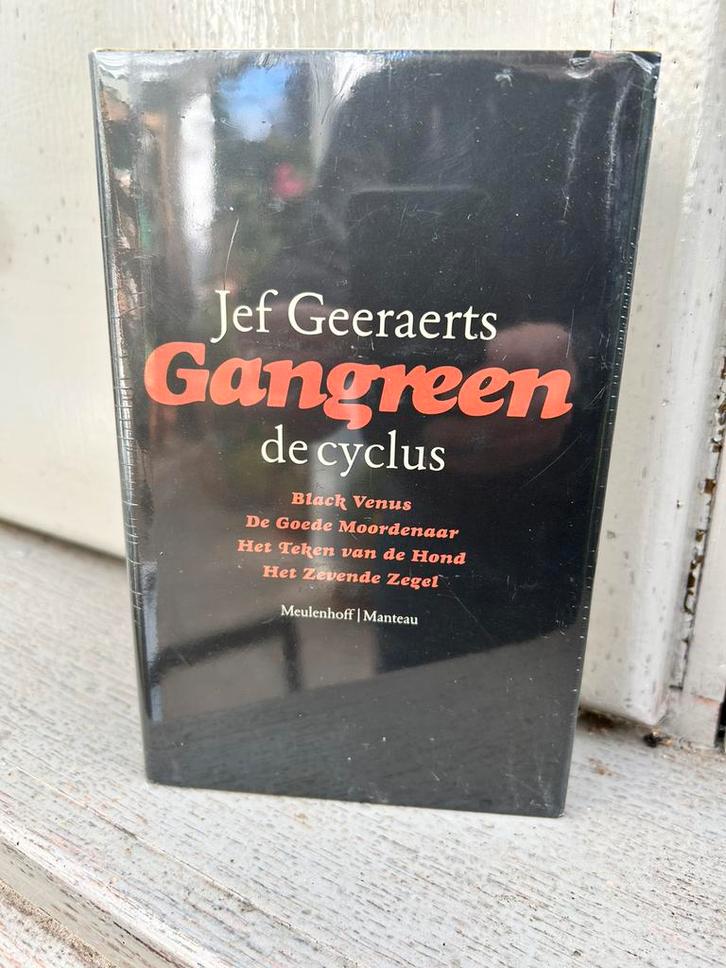 Jef Geeraerts
Gangreen
de cyclus
Black Venus
De Goede Moordenaar
Het Teken van de Hond
Het Zevende Zegel
Meulenhoff | Manteau